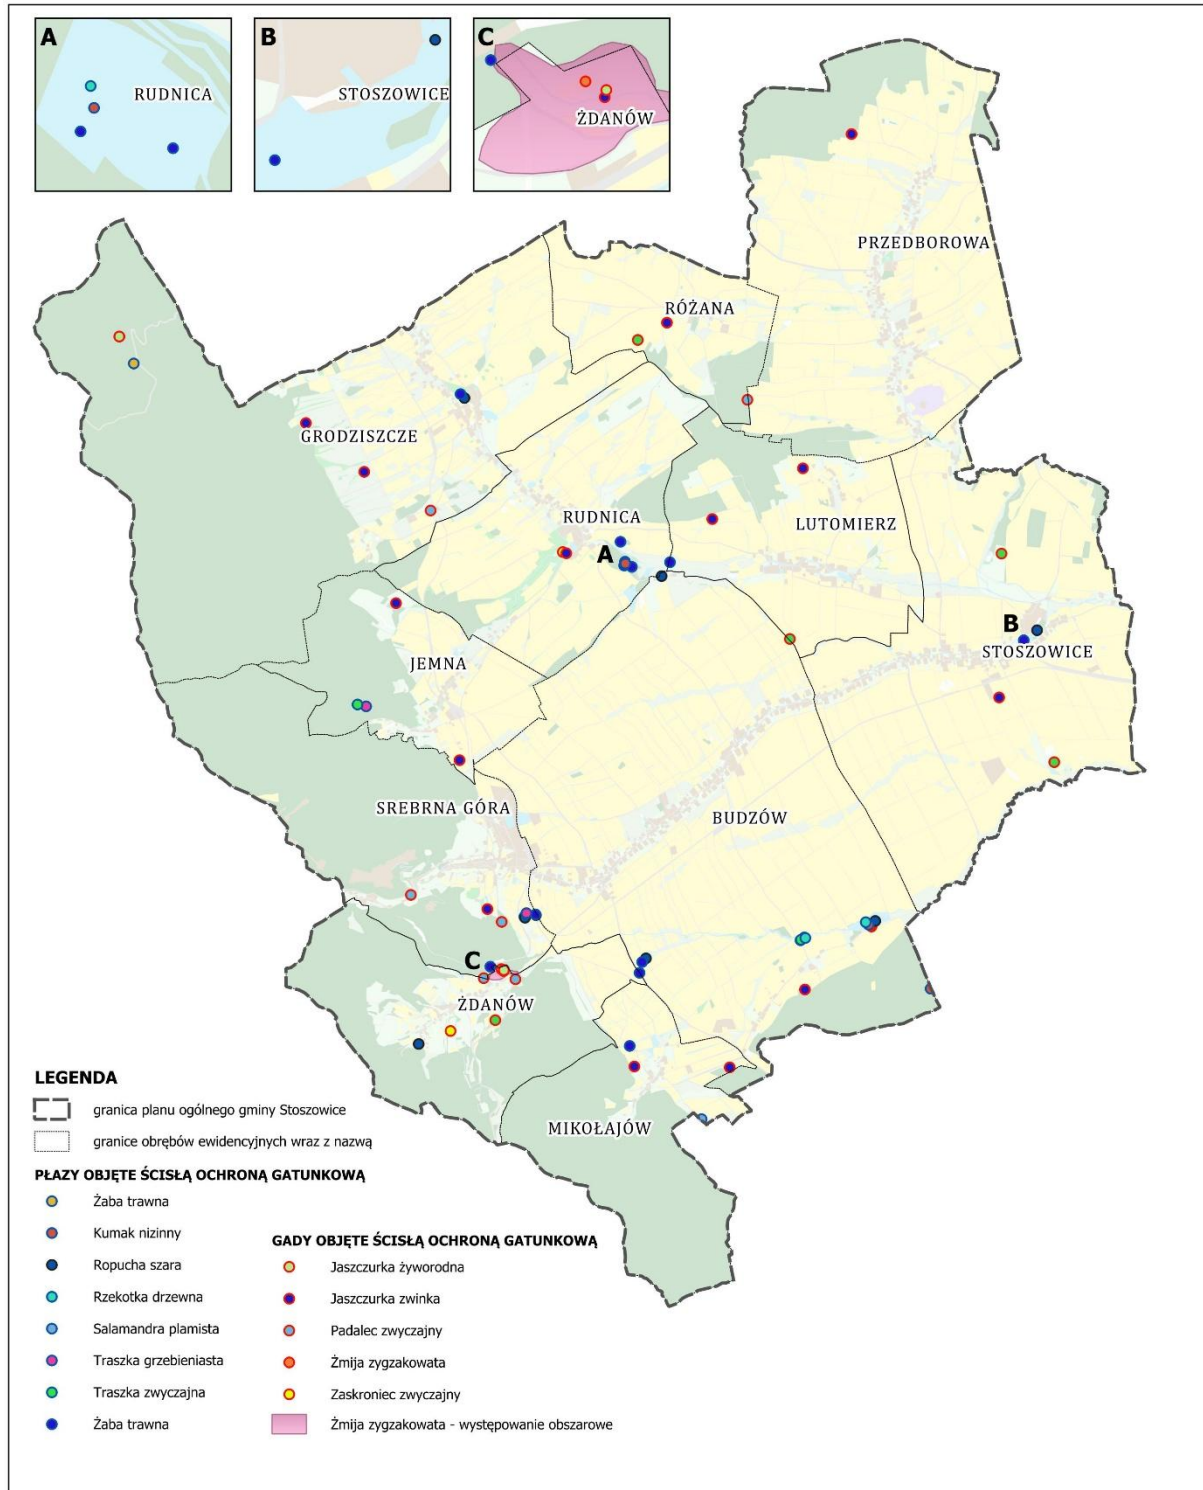 A
RUDNICA
B
STOSZOWICE
C
ŻDANÓW
PRZEDBOROWA
RÓŻANA
GRODZISZCZE
RUDNICA
A
LUTOMIERZ
B
STOSZOWICE
JEMNA
SREBRNA GÓRA
BUDZÓW
C
ŻDANÓW
MIKOŁAJÓW
LEGENDA
granica planu ogólnego gminy Stoszowice
granice obrębów ewidencyjnych wraz z nazwą
PŁAZY OBJĘTE ŚCISŁĄ OCHRONĄ GATUNKOWĄ
Żaba trawna
Kumak nizinny
Ropucha szara
Rzekotka drzewna
Salamandra plamista
Traszka grzebieniasta
Traszka zwyczajna
Żaba trawna
GADY OBJĘTE ŚCISŁĄ OCHRONĄ GATUNKOWĄ
Jaszczurka żyworodna
Jaszczurka zwinka
Padalec zwyczajny
Żmija zygzakowata
Zaskroniec zwyczajny
Żmija zygzakowata - występowanie obszarowe